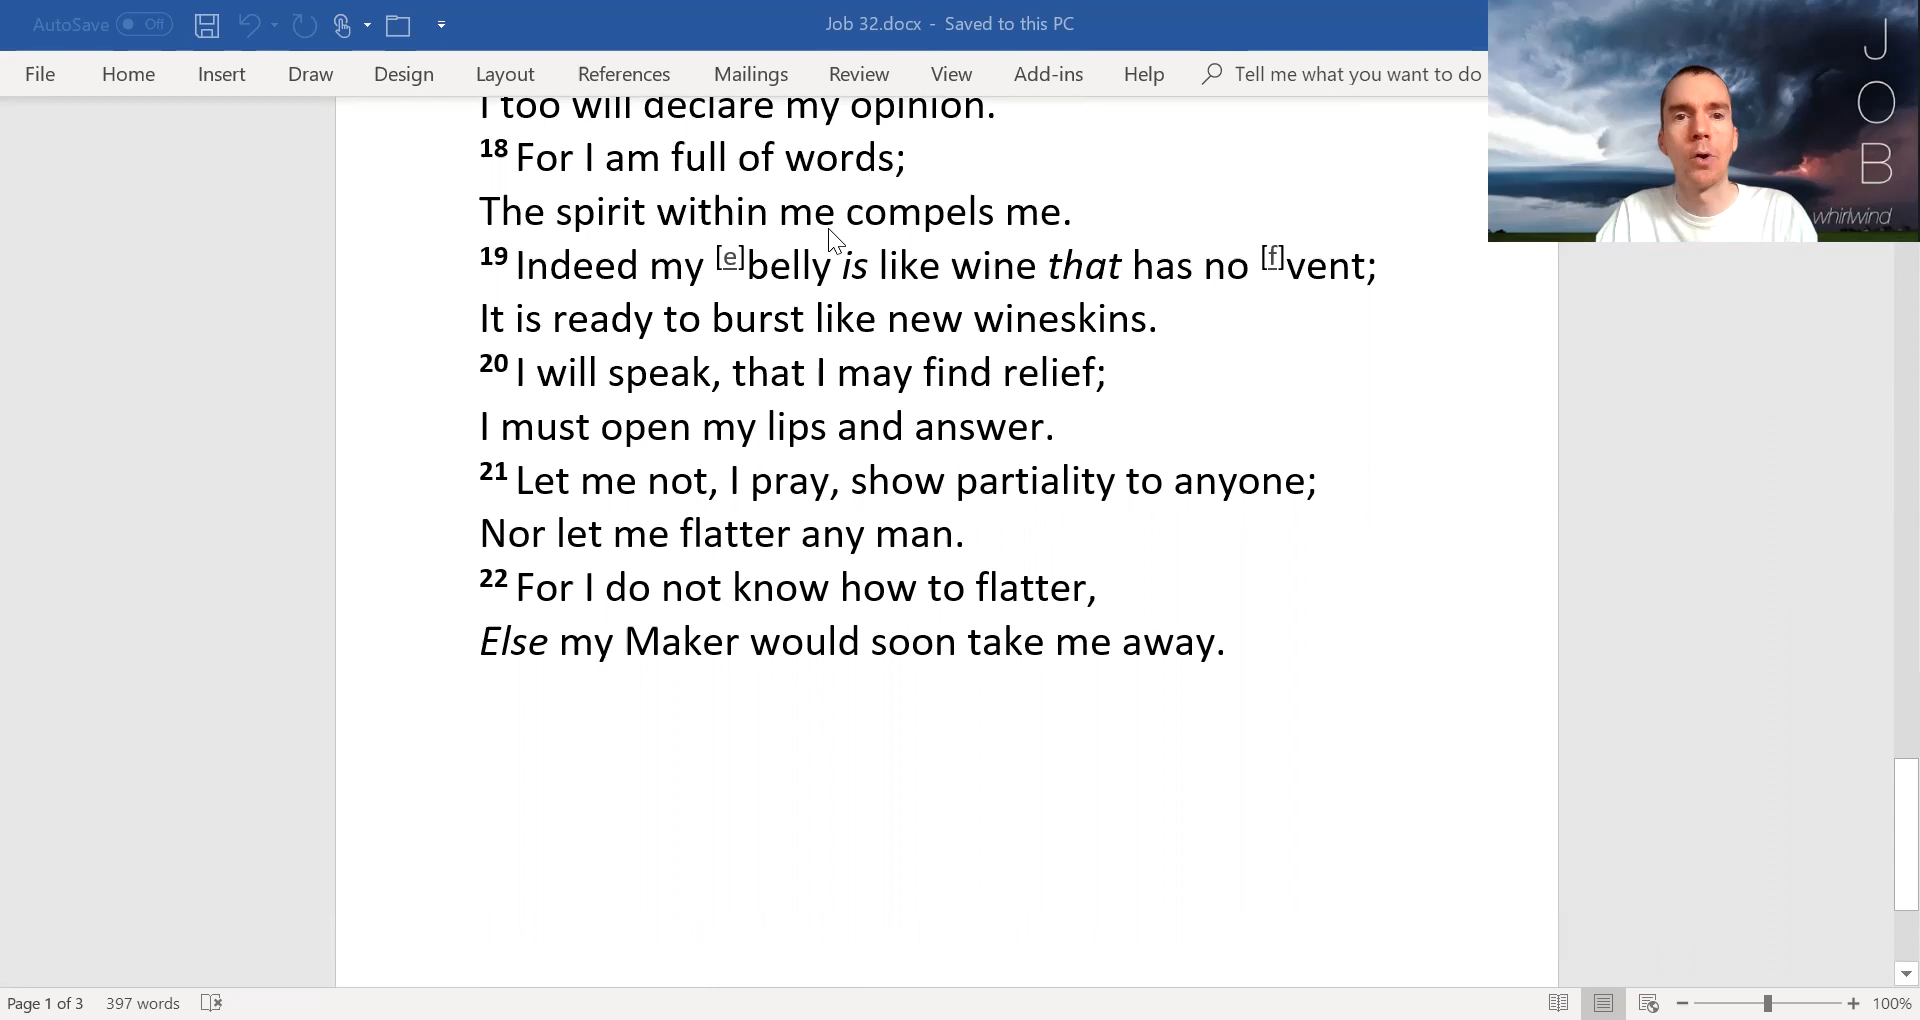 AutoSave Off
Job 32.docx - Saved to this PC
File Home Insert Draw Design Layout References Mailings Review View Add-ins Help Tell me what you want to do
J
O
B
whirlwind
I too will declare my opinion.
18 For I am full of words;
The spirit within me compels me.
19 Indeed my [e]belly is like wine that has no [f]vent;
It is ready to burst like new wineskins.
20 I will speak, that I may find relief;
I must open my lips and answer.
21 Let me not, I pray, show partiality to anyone;
Nor let me flatter any man.
22 For I do not know how to flatter,
Else my Maker would soon take me away.
Page 1 of 3 397 words
100%